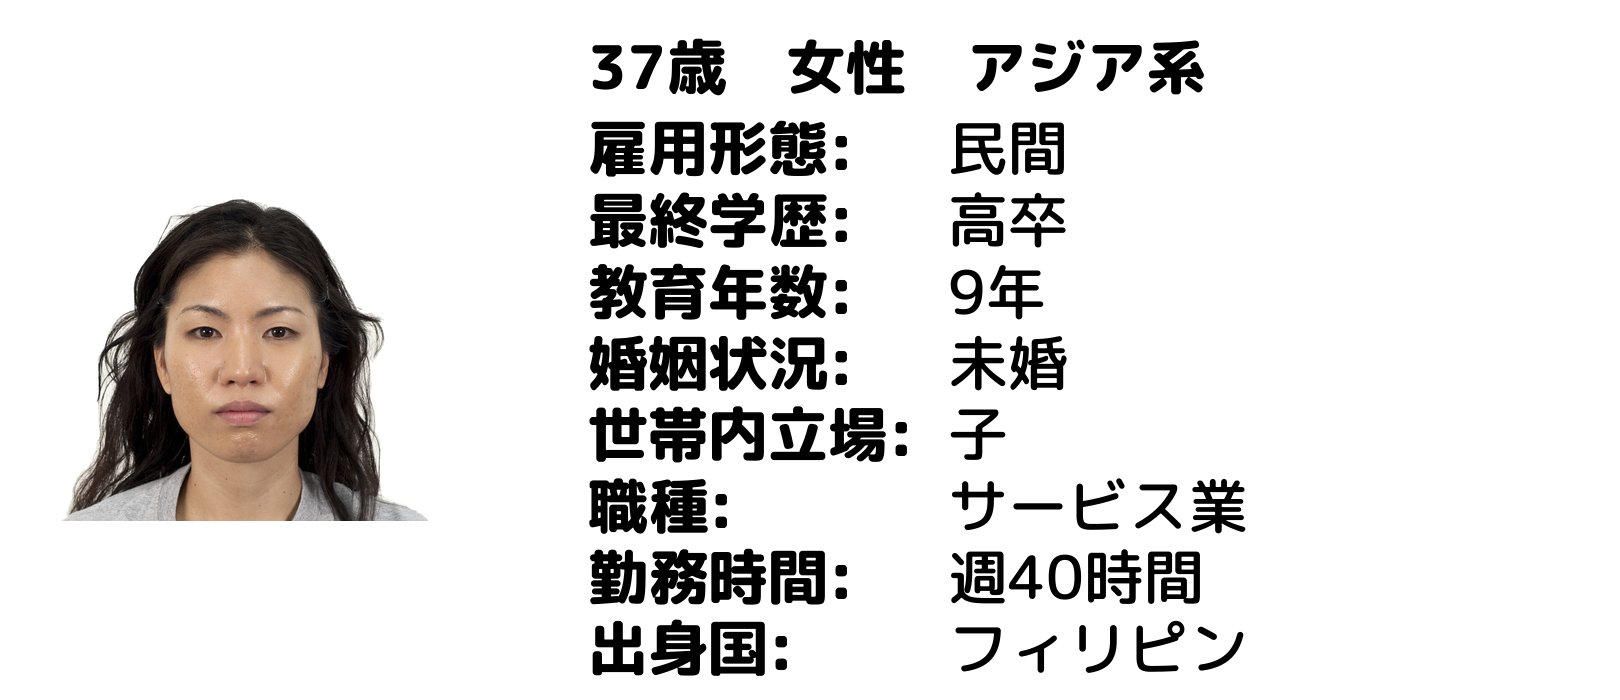 37歳　女性　アジア系
雇用形態:　民間
最終学歴:　高卒
教育年数:　9年
婚姻状況:　未婚
世帯内立場:　子
職種:　サービス業
勤務時間:　週40時間
出身国:　フィリピン